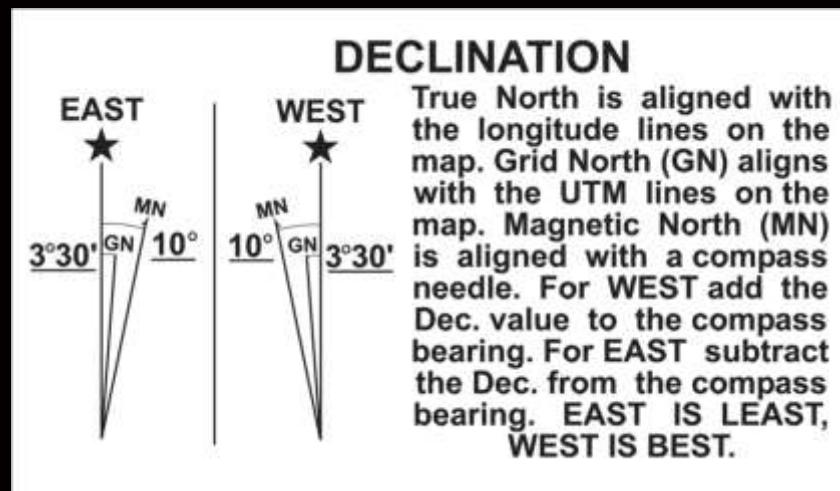 DECLINATION
EAST
WEST
MN
GN
3°30'
10°
MN
GN
10°
3°30'
True North is aligned with
the longitude lines on the
map. Grid North (GN) aligns
with the UTM lines on the
map. Magnetic North (MN)
is aligned with a compass
needle. For WEST add the
Dec. value to the compass
bearing. For EAST subtract
the Dec. from the compass
bearing. EAST IS LEAST,
WEST IS BEST.